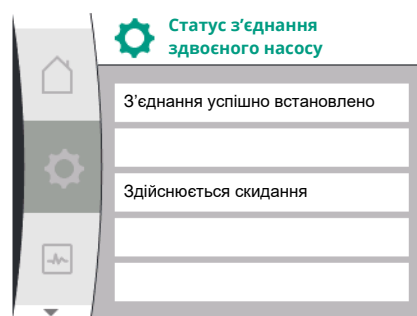 Статус з’єднання
здвоєного насосу
З’єднання успішно встановлено
Здійснюється скидання